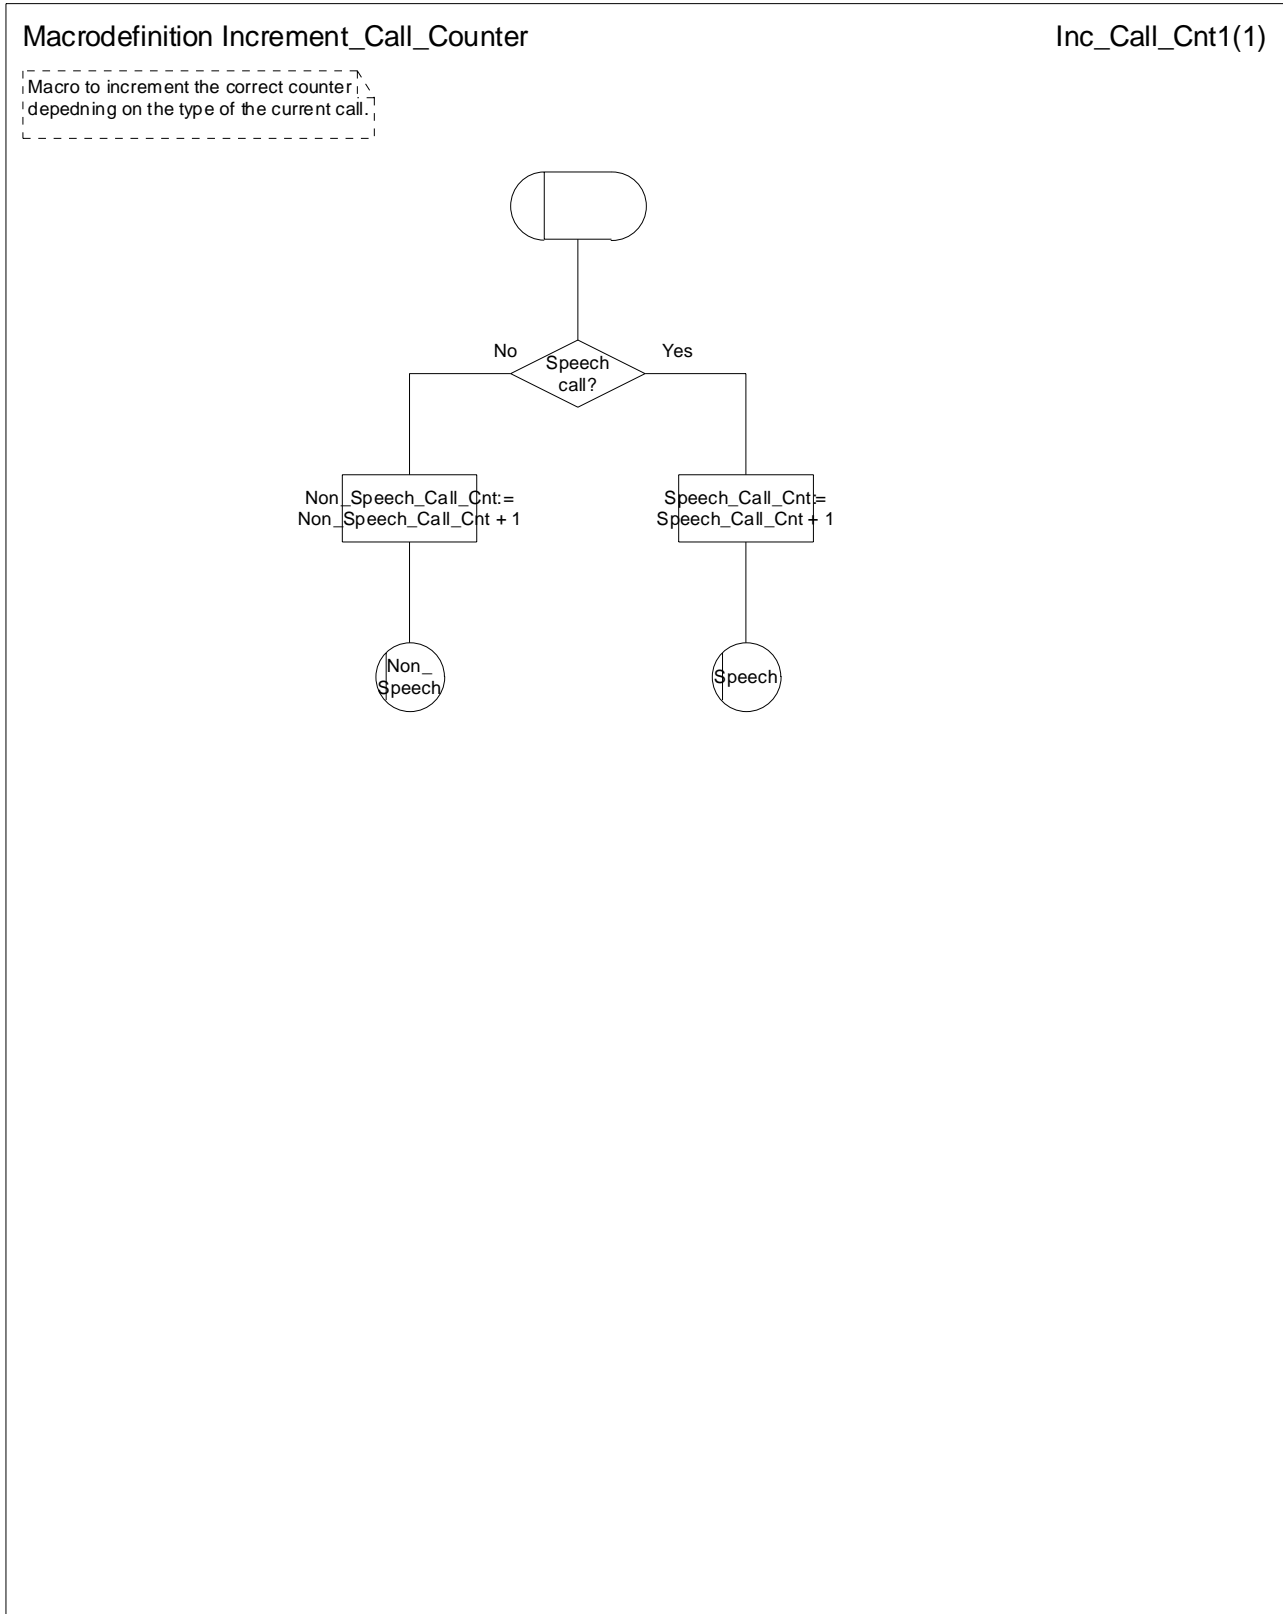 Macrodefinition Increment_Call_Counter
Inc_Call_Cnt1(1)
Macro to increment the correct counter
depedning on the type of the current call.
No
Yes
Speech
call?
Non_Speech_Call_Cnt:=
Non_Speech_Call_Cnt + 1
Speech_Call_Cnt:=
Speech_Call_Cnt + 1
Non_
Speech
Speech